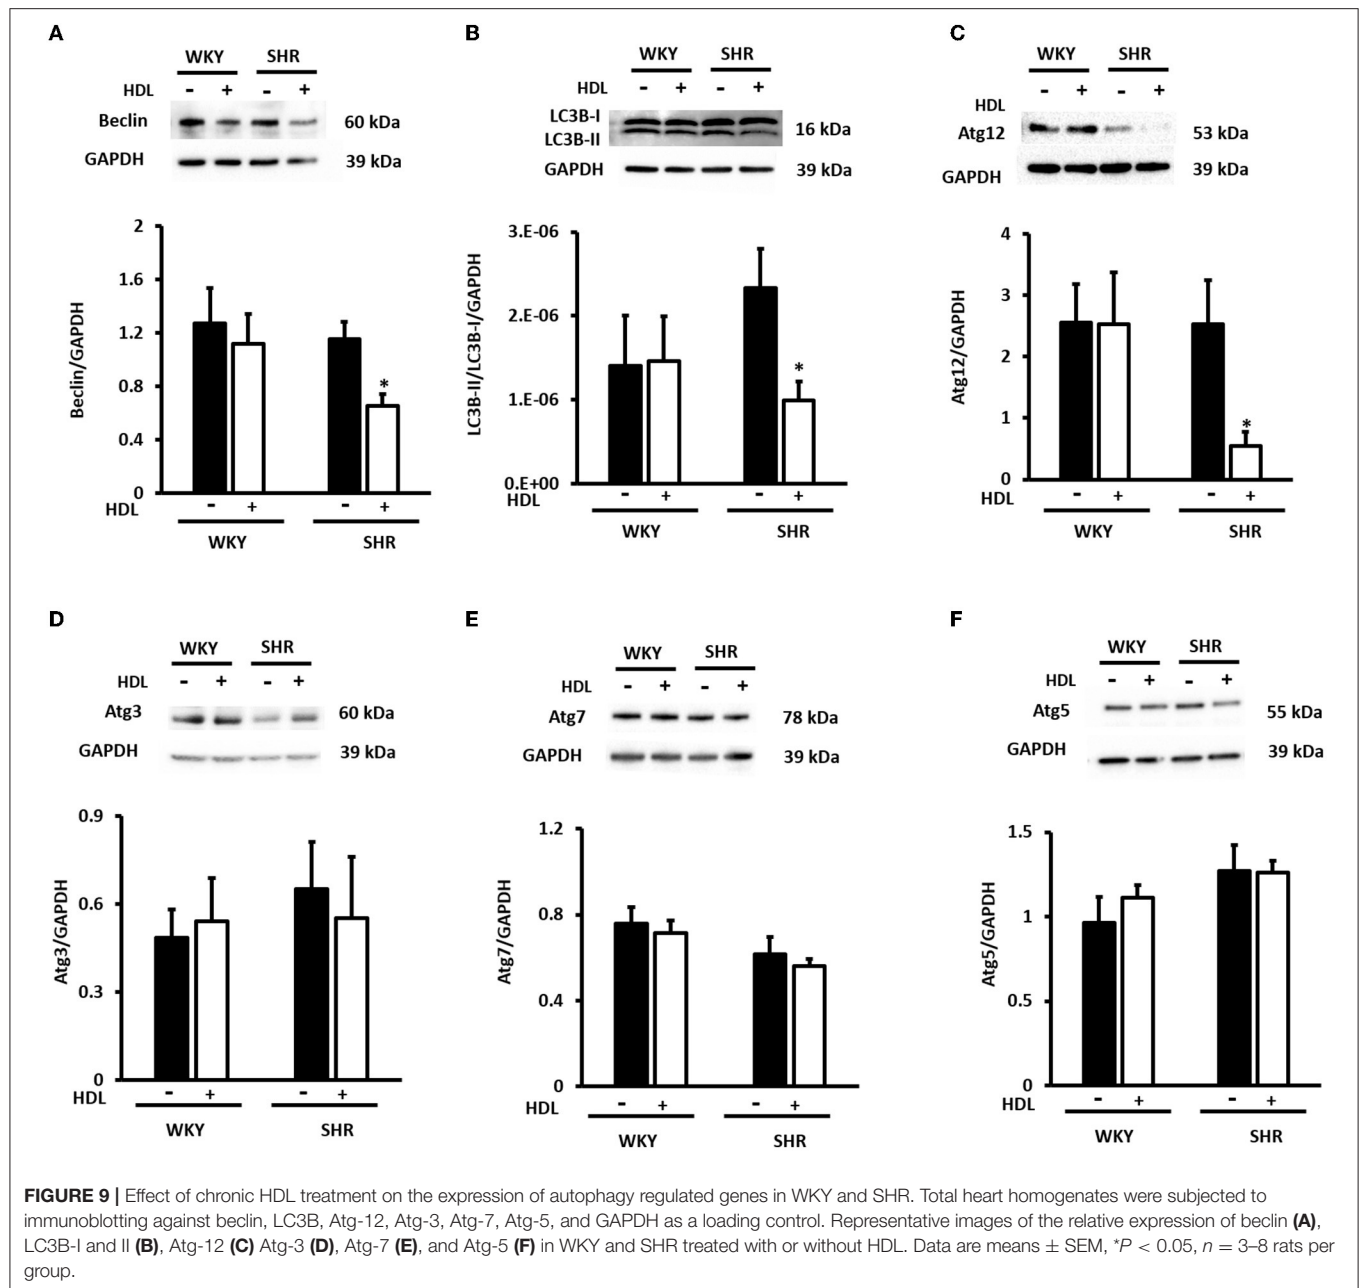 A
WKY SHR
HDL - + - +
Beclin 60 kDa
GAPDH 39 kDa
2
1.6
1.2
0.8
0.4
0
Beclin/GAPDH
*
HDL - + - +
WKY SHR
B
WKY SHR
HDL - + - +
LC3B-I
LC3B-II 16 kDa
GAPDH 39 kDa
3.E-06
2.E-06
1.E-06
0.E+00
LC3B-II/LC3B-I/GAPDH
*
HDL - + - +
WKY SHR
C
WKY SHR
HDL - + - +
Atg12 53 kDa
GAPDH 39 kDa
4
3
2
1
0
Atg12/GAPDH
*
HDL - + - +
WKY SHR
D
WKY SHR
HDL - + - +
Atg3 60 kDa
GAPDH 39 kDa
0.9
0.6
0.3
0
Atg3/GAPDH
HDL - + - +
WKY SHR
E
WKY SHR
HDL - + - +
Atg7 78 kDa
GAPDH 39 kDa
1.2
0.8
0.4
0
Atg7/GAPDH
HDL - + - +
WKY SHR
F
WKY SHR
HDL - + - +
Atg5 55 kDa
GAPDH 39 kDa
1.5
1
0.5
0
Atg5/GAPDH
HDL - + - +
WKY SHR
FIGURE 9 | Effect of chronic HDL treatment on the expression of autophagy regulated genes in WKY and SHR. Total heart homogenates were subjected to
immunoblotting against beclin, LC3B, Atg-12, Atg-3, Atg-7, Atg-5, and GAPDH as a loading control. Representative images of the relative expression of beclin (A),
LC3B-I and II (B), Atg-12 (C) Atg-3 (D), Atg-7 (E), and Atg-5 (F) in WKY and SHR treated with or without HDL. Data are means ± SEM, *P < 0.05, n = 3–8 rats per
group.